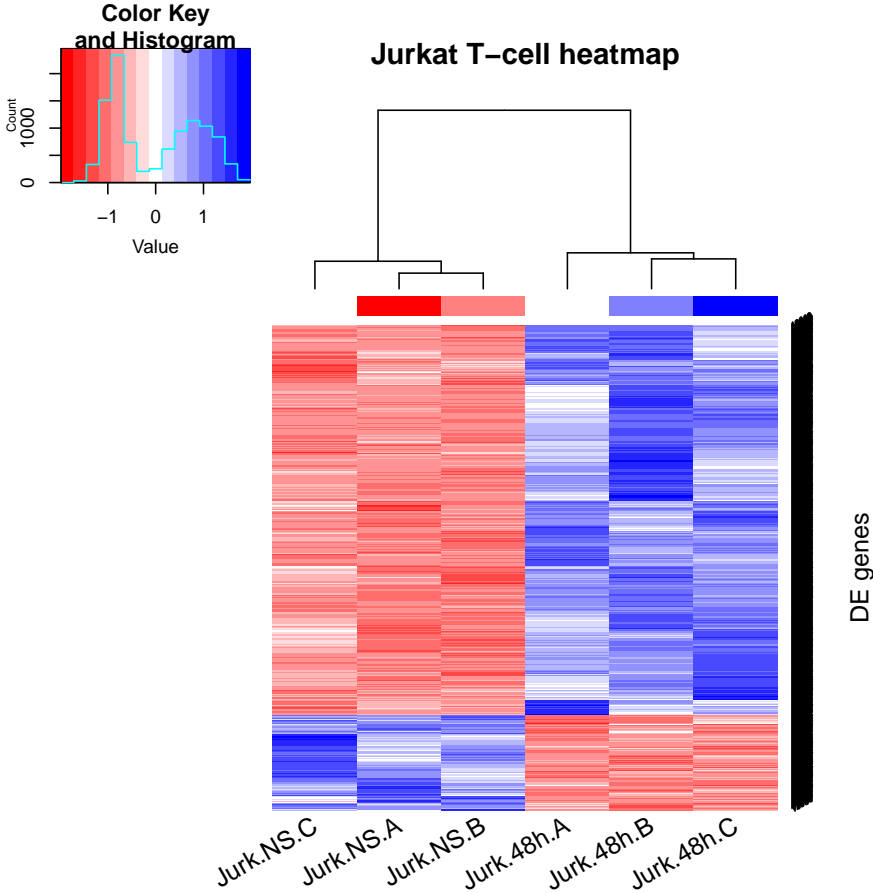 Color Key
and Histogram
Count
0
1000
−1
0
1
Value
Jurkat T−cell heatmap
DE genes
Jurk.NS.C
Jurk.NS.A
Jurk.NS.B
Jurk.48h.A
Jurk.48h.B
Jurk.48h.C